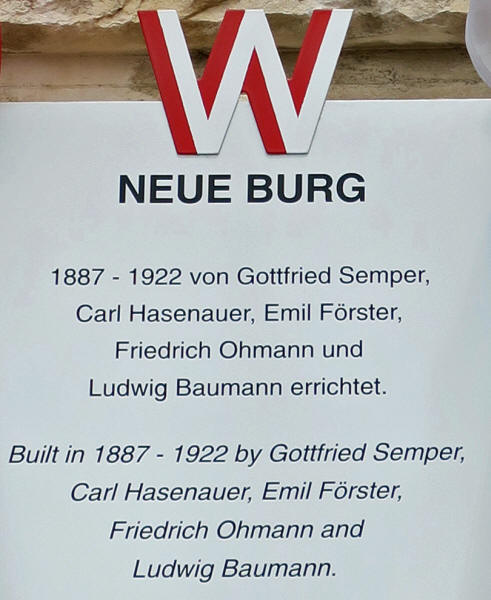 W
NEUE BURG
1887 - 1922 von Gottfried Semper,
Carl Hasenauer, Emil Förster,
Friedrich Ohmann und
Ludwig Baumann errichtet.
Built in 1887 - 1922 by Gottfried Semper,
Carl Hasenauer, Emil Förster,
Friedrich Ohmann and
Ludwig Baumann.